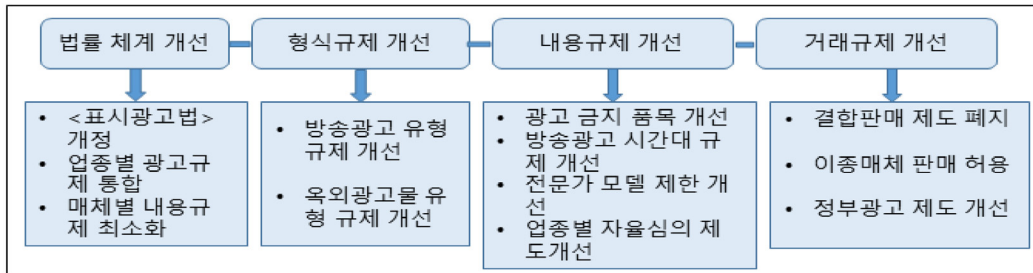 법률 체계 개선
형식규제 개선
내용규제 개선
거래규제 개선
• <표시광고법>
개정
• 업종별 광고규
제 통합
• 매체별 내용규
제 최소화
• 방송광고 유형
규제 개선
• 옥외광고물 유
형 규제 개선
• 광고 금지 품목 개선
• 방송광고 시간대 규
제 개선
• 전문가 모델 제한 개
선
• 업종별 자율심의 제
도개선
• 결합판매 제도 폐지
• 이종매체 판매 허용
• 정부광고 제도 개선